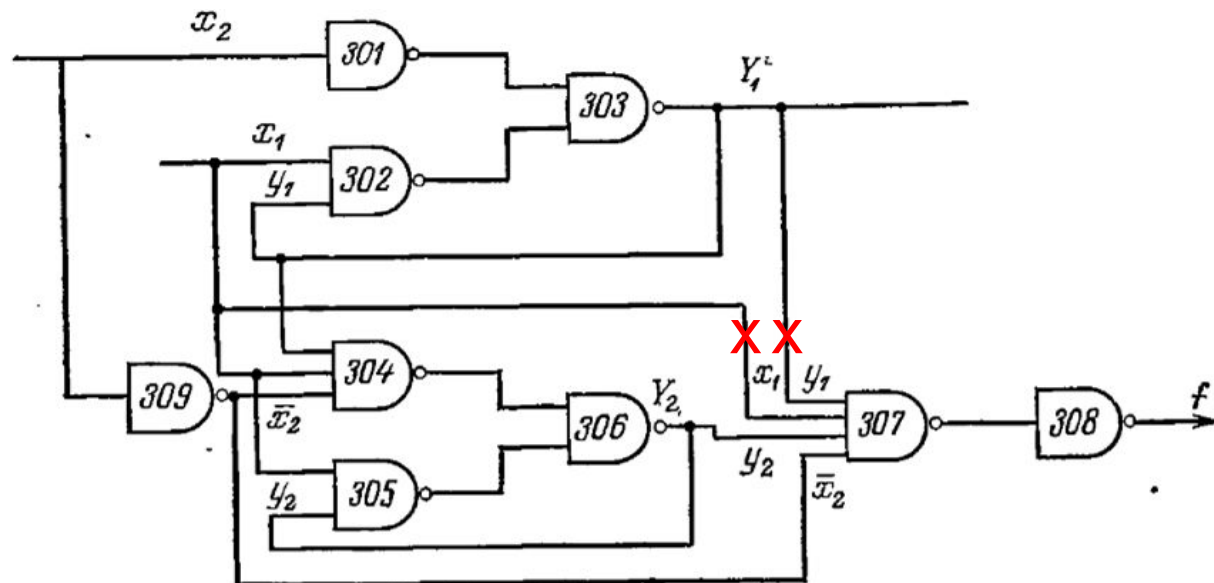 x₂
301
Y₁
303
x₁
302
y₁
X X
304
x₁
y₁
309
x̄₂
Y₂
f
306
307
308
y₂
305
y₂
x̄₂